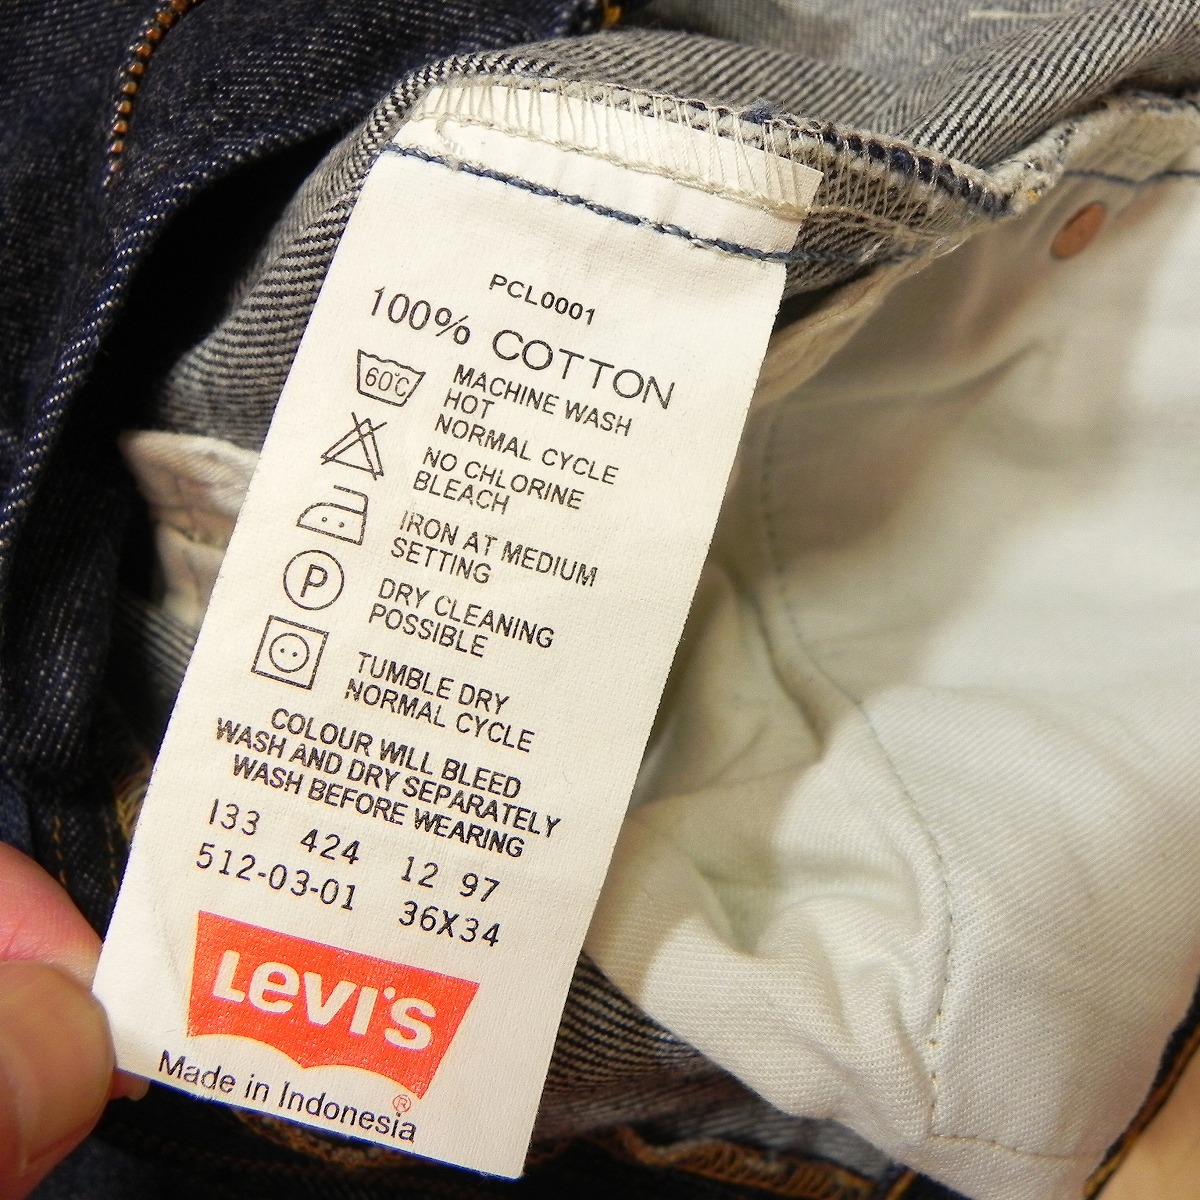 PCL0001
100% COTTON
60°C
MACHINE WASH
HOT
NORMAL CYCLE
NO CHLORINE
BLEACH
IRON AT MEDIUM
SETTING
P
DRY CLEANING
POSSIBLE
TUMBLE DRY
NORMAL CYCLE
COLOUR WILL BLEED
WASH AND DRY SEPARATELY
WASH BEFORE WEARING
I33 424 12 97
512-03-01 36X34
LEVI'S
®
Made in Indonesia